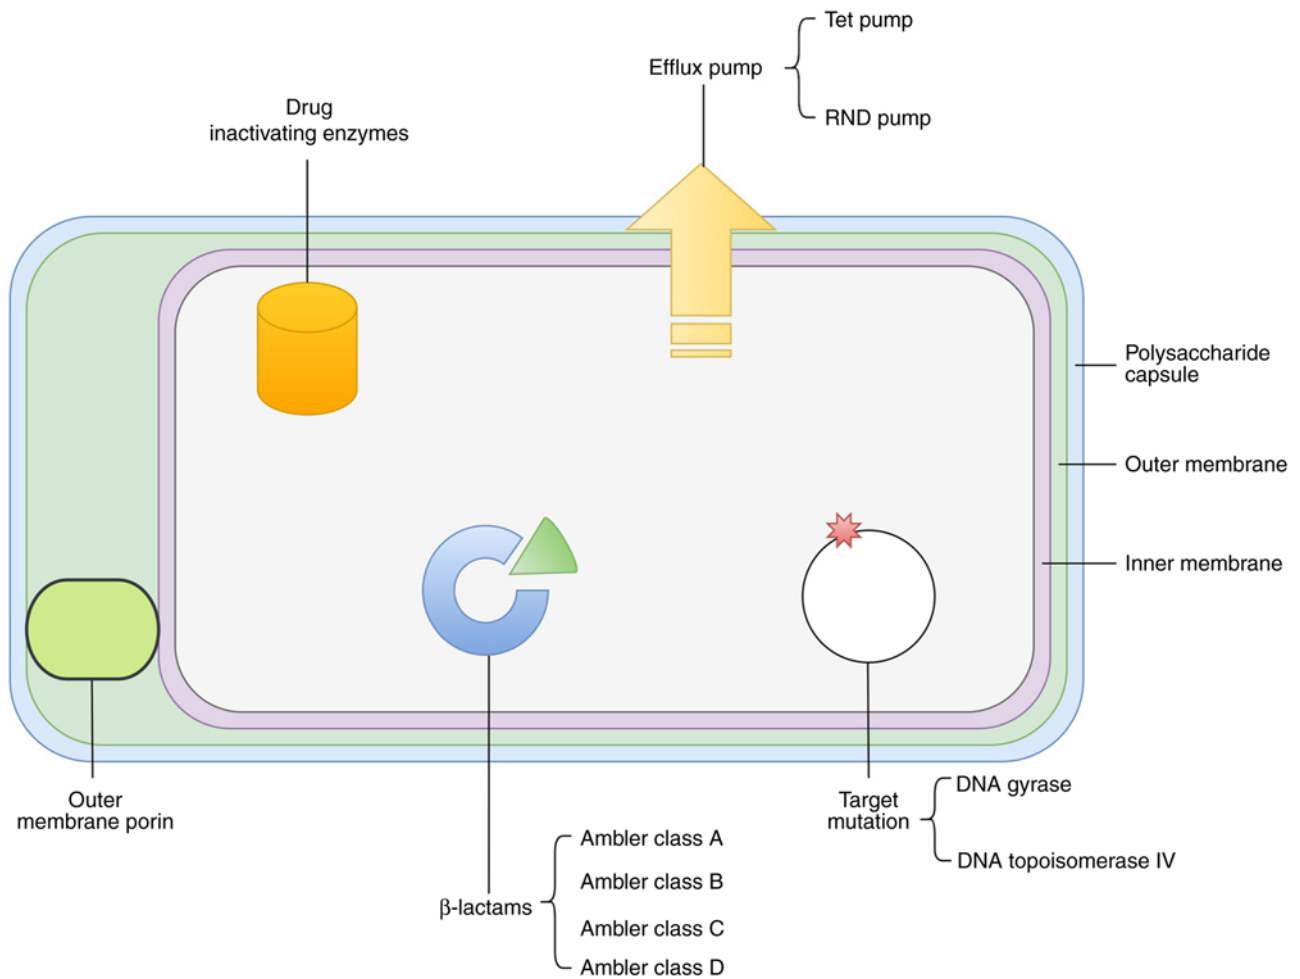 Tet pump
Efflux pump
RND pump
Drug
inactivating enzymes
Polysaccharide
capsule
Outer membrane
Inner membrane
Outer
membrane porin
Target
mutation
DNA gyrase
DNA topoisomerase IV
β-lactams
Ambler class A
Ambler class B
Ambler class C
Ambler class D